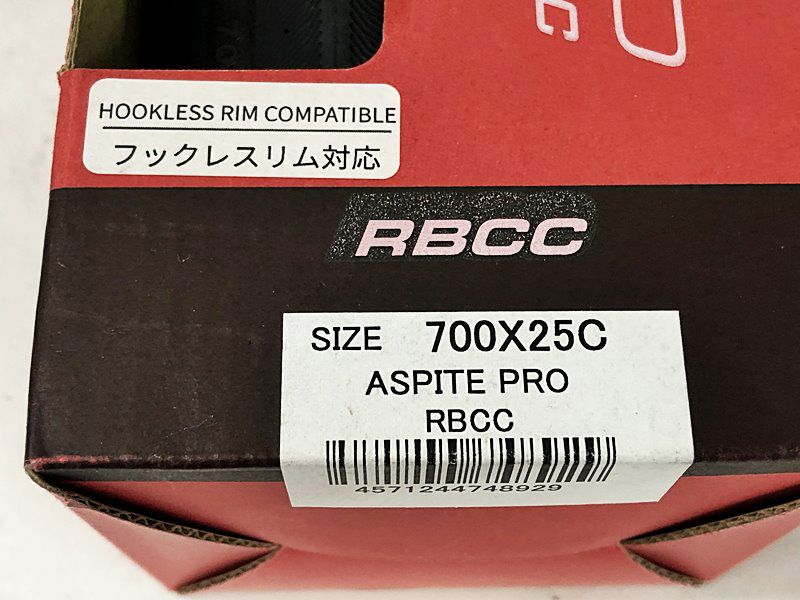 HOOKLESS RIM COMPATIBLE
フックレスリム対応
RBCC
SIZE 700X25C
ASPITE PRO
RBCC
4571244748929